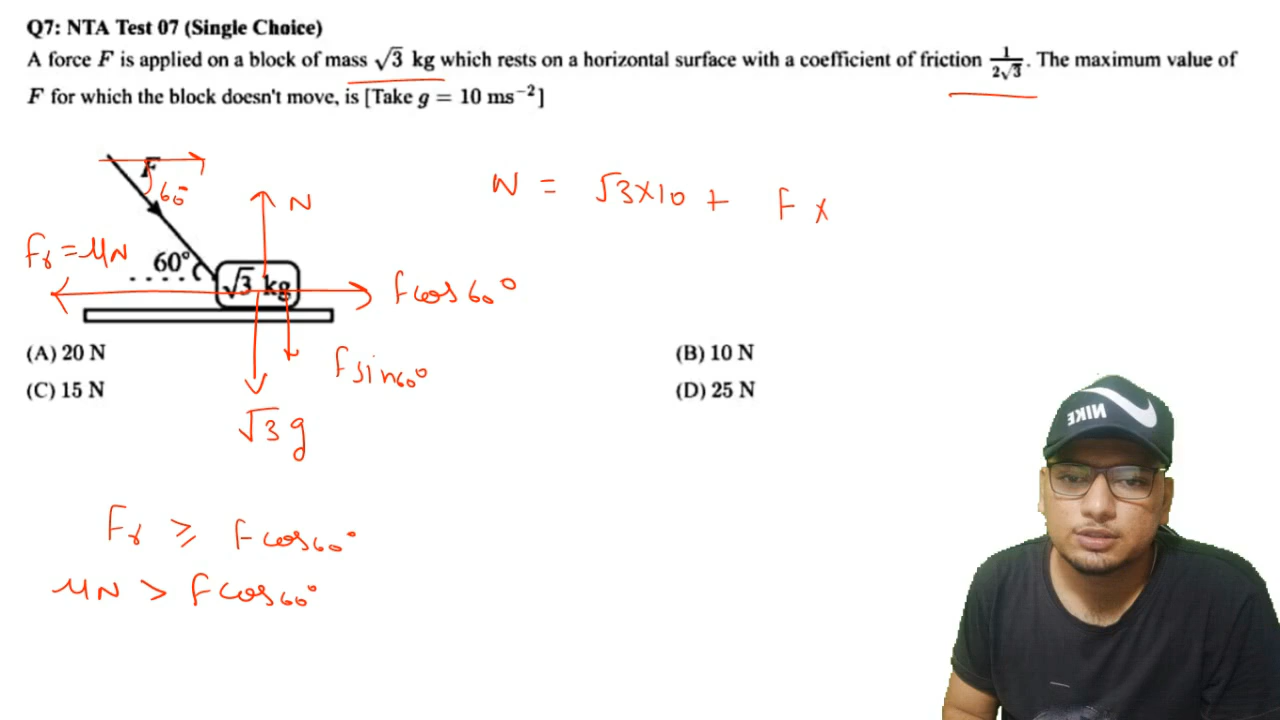 Q7: NTA Test 07 (Single Choice)
A force F is applied on a block of mass √3 kg which rests on a horizontal surface with a coefficient of friction 1/2√3. The maximum value of
F for which the block doesn't move, is [Take g = 10 ms⁻²]
F
60°
N
N = √3×10 + F ×
Fr = μN
60°
√3 kg
F cos 60°
(A) 20 N
(B) 10 N
F sin 60°
(C) 15 N
(D) 25 N
√3 g
Fr ⩾ F cos 60°
μN > F cos 60°
NIKE